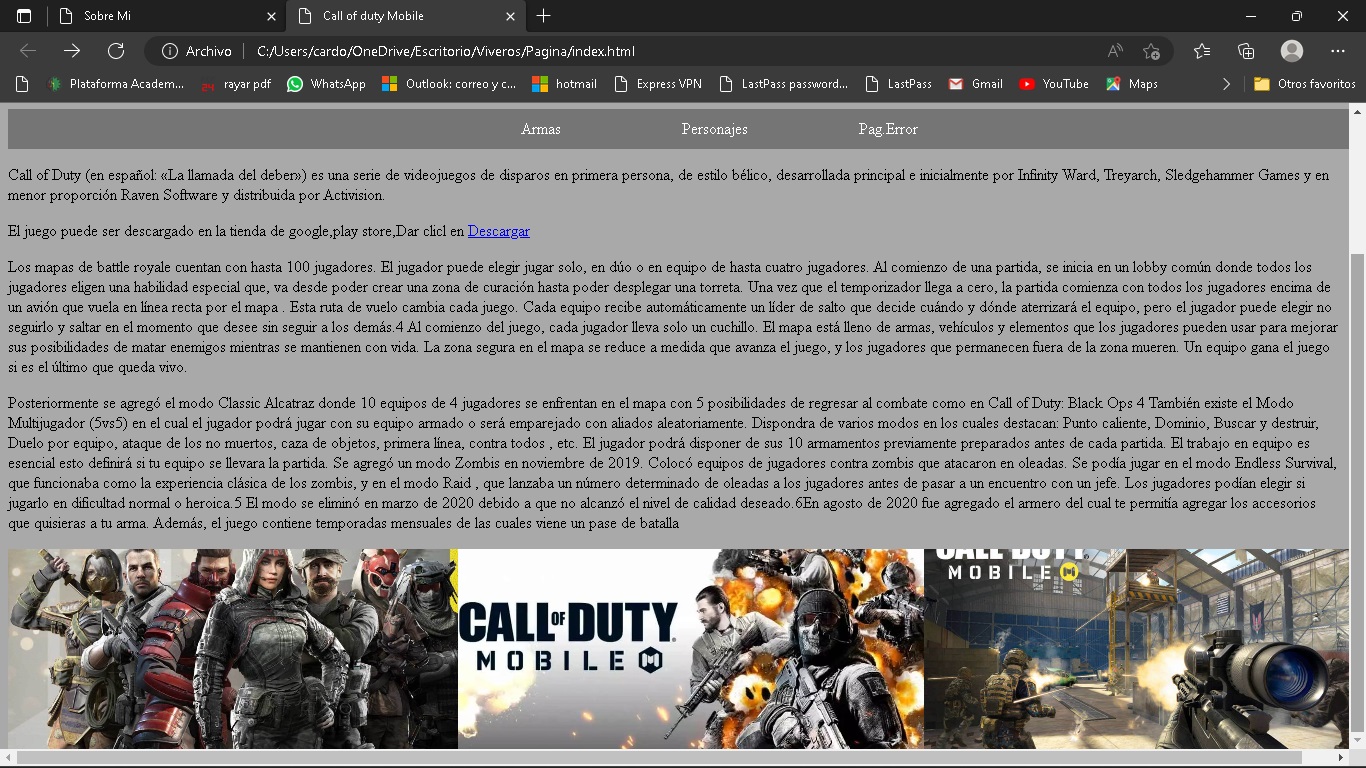 Sobre Mi
Call of duty Mobile
Archivo
C:/Users/cardo/OneDrive/Escritorio/Viveros/Pagina/index.html
Plataforma Academ...
24 rayar pdf
WhatsApp
Outlook: correo y c...
hotmail
Express VPN
LastPass password...
LastPass
Gmail
YouTube
Maps
Otros favoritos
Armas
Personajes
Pag.Error
Call of Duty (en español: «La llamada del deber») es una serie de videojuegos de disparos en primera persona, de estilo bélico, desarrollada principal e inicialmente por Infinity Ward, Treyarch, Sledgehammer Games y en
menor proporción Raven Software y distribuida por Activision.
El juego puede ser descargado en la tienda de google,play store,Dar clicl en Descargar
Los mapas de battle royale cuentan con hasta 100 jugadores. El jugador puede elegir jugar solo, en dúo o en equipo de hasta cuatro jugadores. Al comienzo de una partida, se inicia en un lobby común donde todos los
jugadores eligen una habilidad especial que, va desde poder crear una zona de curación hasta poder desplegar una torreta. Una vez que el temporizador llega a cero, la partida comienza con todos los jugadores encima de
un avión que vuela en línea recta por el mapa . Esta ruta de vuelo cambia cada juego. Cada equipo recibe automáticamente un líder de salto que decide cuándo y dónde aterrizará el equipo, pero el jugador puede elegir no
seguirlo y saltar en el momento que desee sin seguir a los demás.4 Al comienzo del juego, cada jugador lleva solo un cuchillo. El mapa está lleno de armas, vehículos y elementos que los jugadores pueden usar para mejorar
sus posibilidades de matar enemigos mientras se mantienen con vida. La zona segura en el mapa se reduce a medida que avanza el juego, y los jugadores que permanecen fuera de la zona mueren. Un equipo gana el juego
si es el último que queda vivo.
Posteriormente se agregó el modo Classic Alcatraz donde 10 equipos de 4 jugadores se enfrentan en el mapa con 5 posibilidades de regresar al combate como en Call of Duty: Black Ops 4 También existe el Modo
Multijugador (5vs5) en el cual el jugador podrá jugar con su equipo armado o será emparejado con aliados aleatoriamente. Dispondra de varios modos en los cuales destacan: Punto caliente, Dominio, Buscar y destruir,
Duelo por equipo, ataque de los no muertos, caza de objetos, primera línea, contra todos , etc. El jugador podrá disponer de sus 10 armamentos previamente preparados antes de cada partida. El trabajo en equipo es
esencial esto definirá si tu equipo se llevara la partida. Se agregó un modo Zombis en noviembre de 2019. Colocó equipos de jugadores contra zombis que atacaron en oleadas. Se podía jugar en el modo Endless Survival,
que funcionaba como la experiencia clásica de los zombis, y en el modo Raid , que lanzaba un número determinado de oleadas a los jugadores antes de pasar a un encuentro con un jefe. Los jugadores podían elegir si
jugarlo en dificultad normal o heroica.5 El modo se eliminó en marzo de 2020 debido a que no alcanzó el nivel de calidad deseado.6En agosto de 2020 fue agregado el armero del cual te permitía agregar los accesorios
que quisieras a tu arma. Además, el juego contiene temporadas mensuales de las cuales viene un pase de batalla
CALL OF DUTY
MOBILE
CALL OF DUTY
MOBILE